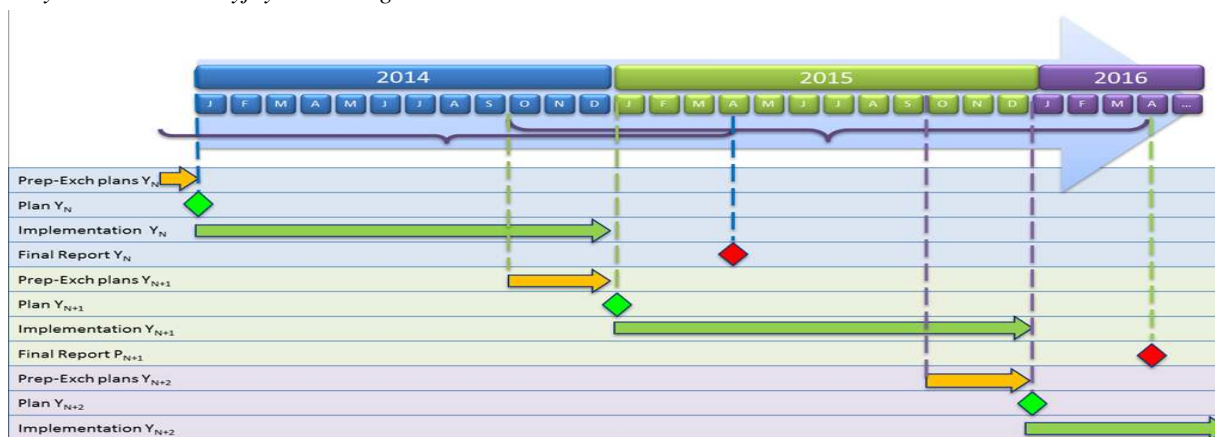 2014 2015 2016
J F M A M J J A S O N D J F M A M J J A S O N D J F M A ...
Prep-Exch plans YN
Plan YN
Implementation YN
Final Report YN
Prep-Exch plans YN+1
Plan YN+1
Implementation YN+1
Final Report PN+1
Prep-Exch plans YN+2
Plan YN+2
Implementation YN+2